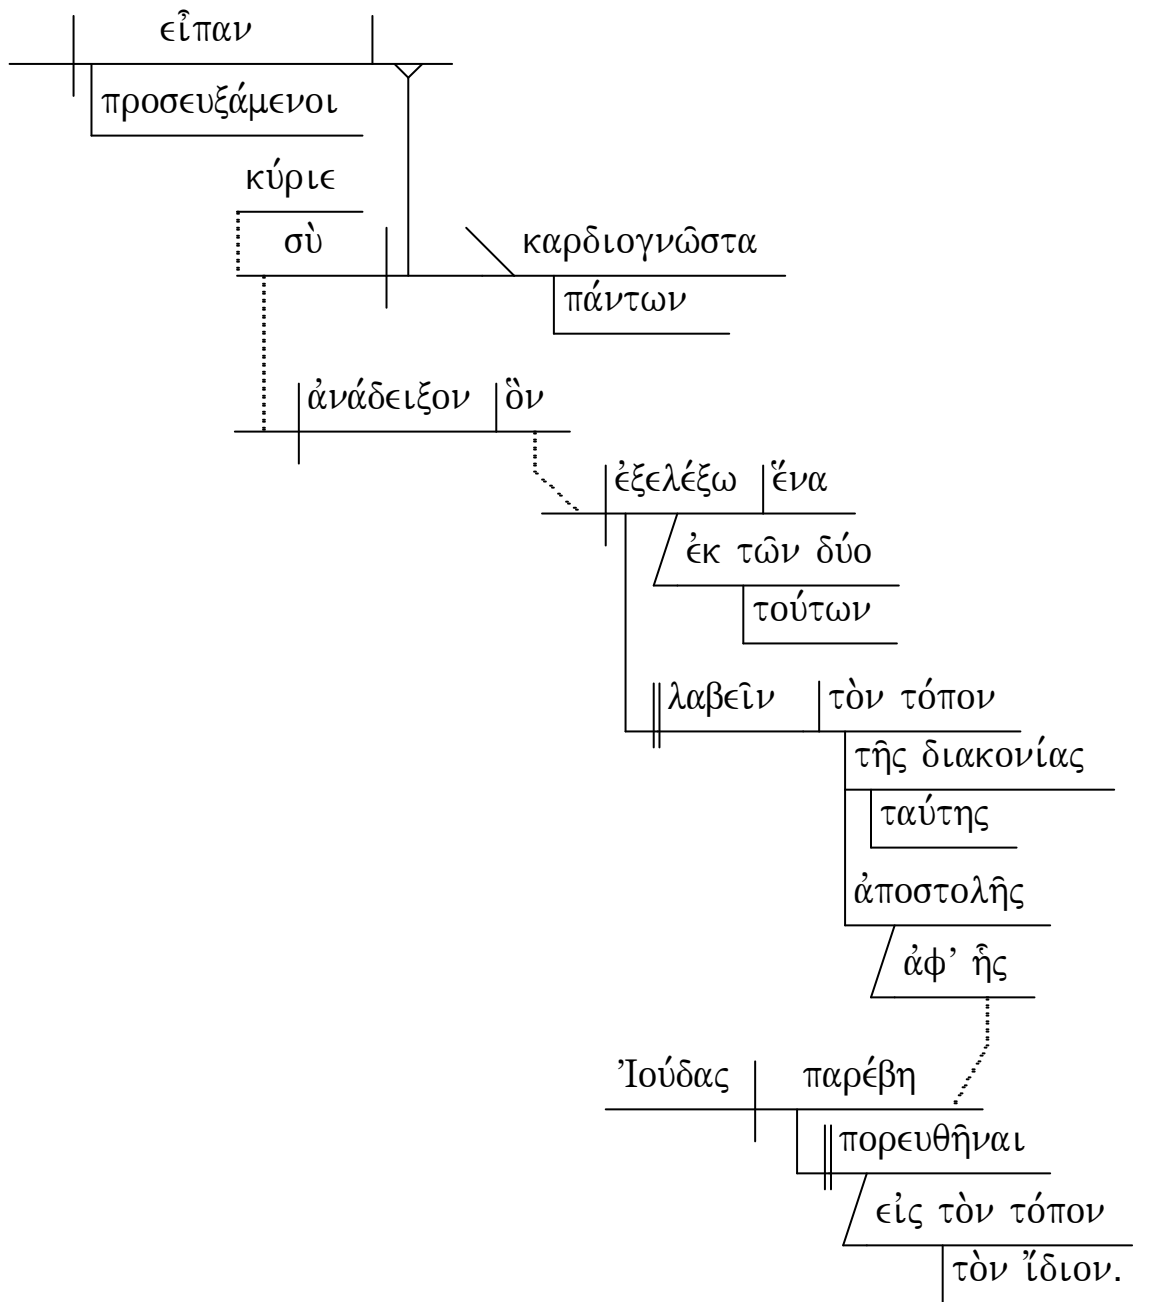 εἶπαν
προσευξάμενοι
κύριε
σὺ καρδιογνῶστα
πάντων
ἀνάδειξον ὃν
ἐξελέξω ἕνα
ἐκ τῶν δύο
τούτων
λαβεῖν τὸν τόπον
τῆς διακονίας
ταύτης
ἀποστολῆς
ἀφ’ ἧς
Ἰούδας παρέβη
πορευθῆναι
εἰς τὸν τόπον
τὸν ἴδιον.